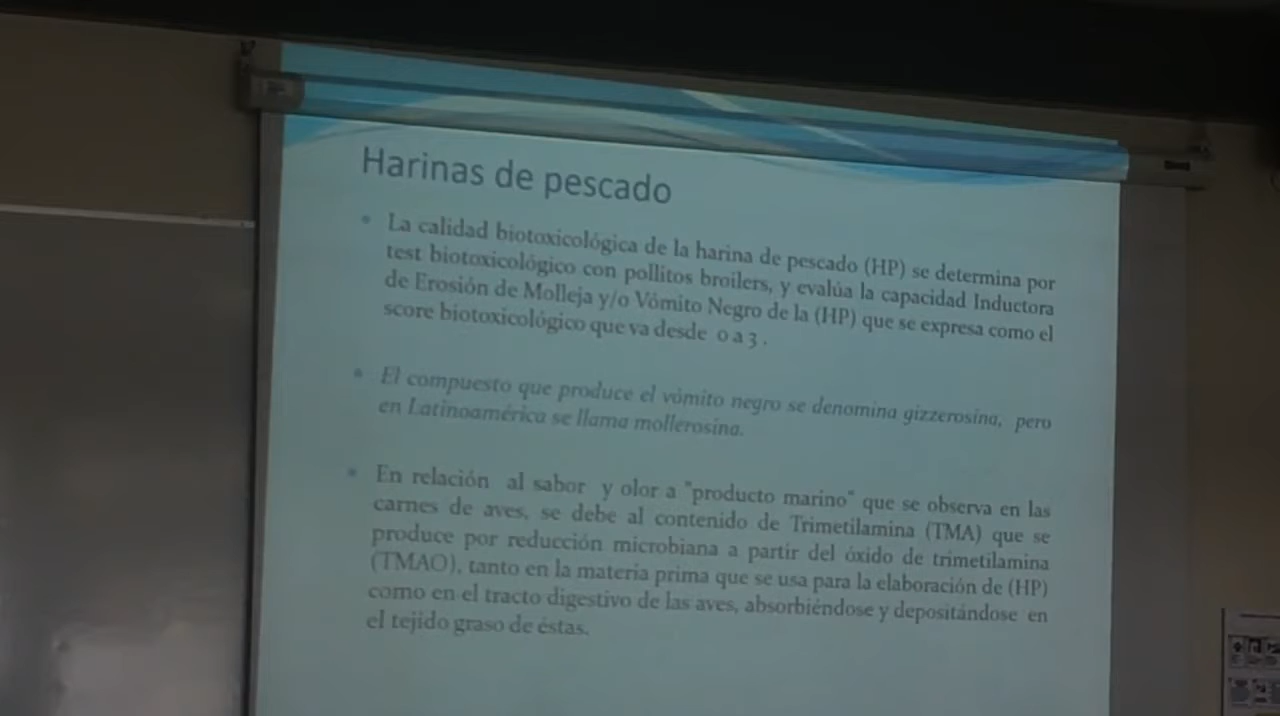 Harinas de pescado
• La calidad biotoxicológica de la harina de pescado (HP) se determina por
test biotoxicológico con pollitos broilers, y evalúa la capacidad Inductora
de Erosión de Molleja y/o Vómito Negro de la (HP) que se expresa como el
score biotoxicológico que va desde 0 a 3 .
• El compuesto que produce el vómito negro se denomina gizzerosina, pero
en Latinoamérica se llama mollerosina.
• En relación al sabor y olor a "producto marino" que se observa en las
carnes de aves, se debe al contenido de Trimetilamina (TMA) que se
produce por reducción microbiana a partir del óxido de trimetilamina
(TMAO), tanto en la materia prima que se usa para la elaboración de (HP)
como en el tracto digestivo de las aves, absorbiéndose y depositándose en
el tejido graso de éstas.